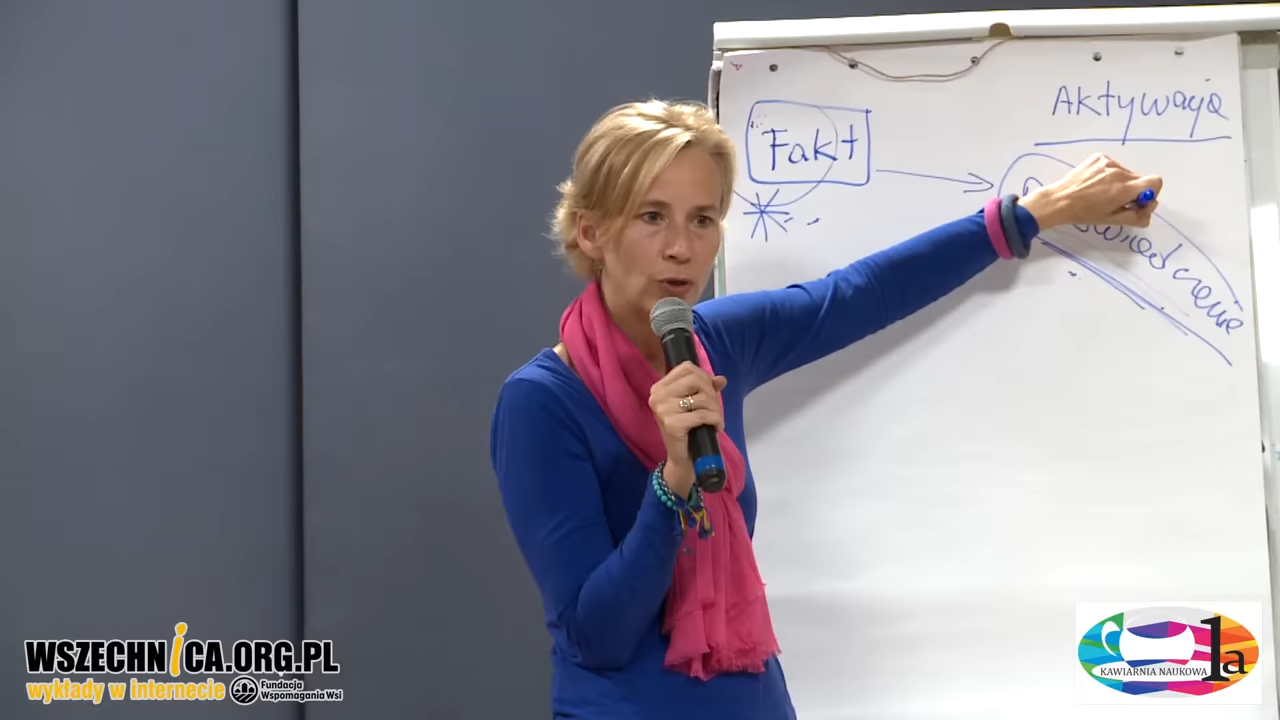 Aktywacja
Fakt
WSZECHNICA.ORG.PL
wykłady w internecie
Fundacja
Wspomagania Wsi
1a
KAWIARNIA NAUKOWA